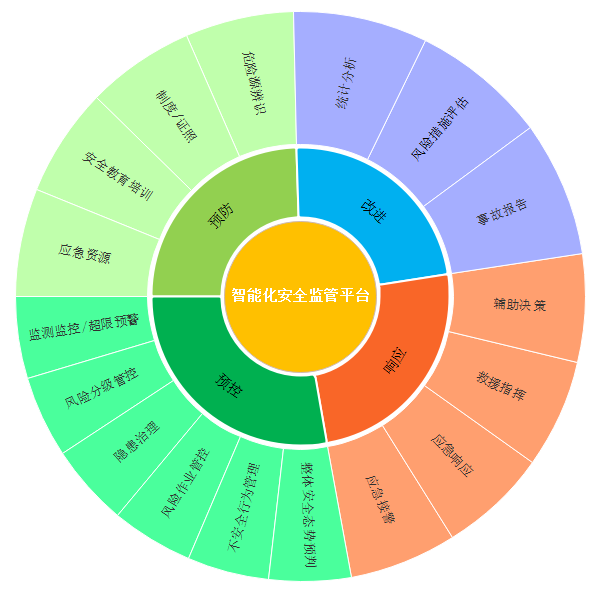 智能化安全监管平台
改进
统计分析
风险措施评估
事故报告
响应
辅助决策
救援指挥
应急响应
应急接警
预控
整体安全态势预判
不安全行为管理
风险作业管控
隐患治理
风险分级管控
监测监控/超限预警
预防
应急资源
安全教育培训
制度/证照
危险源辨识